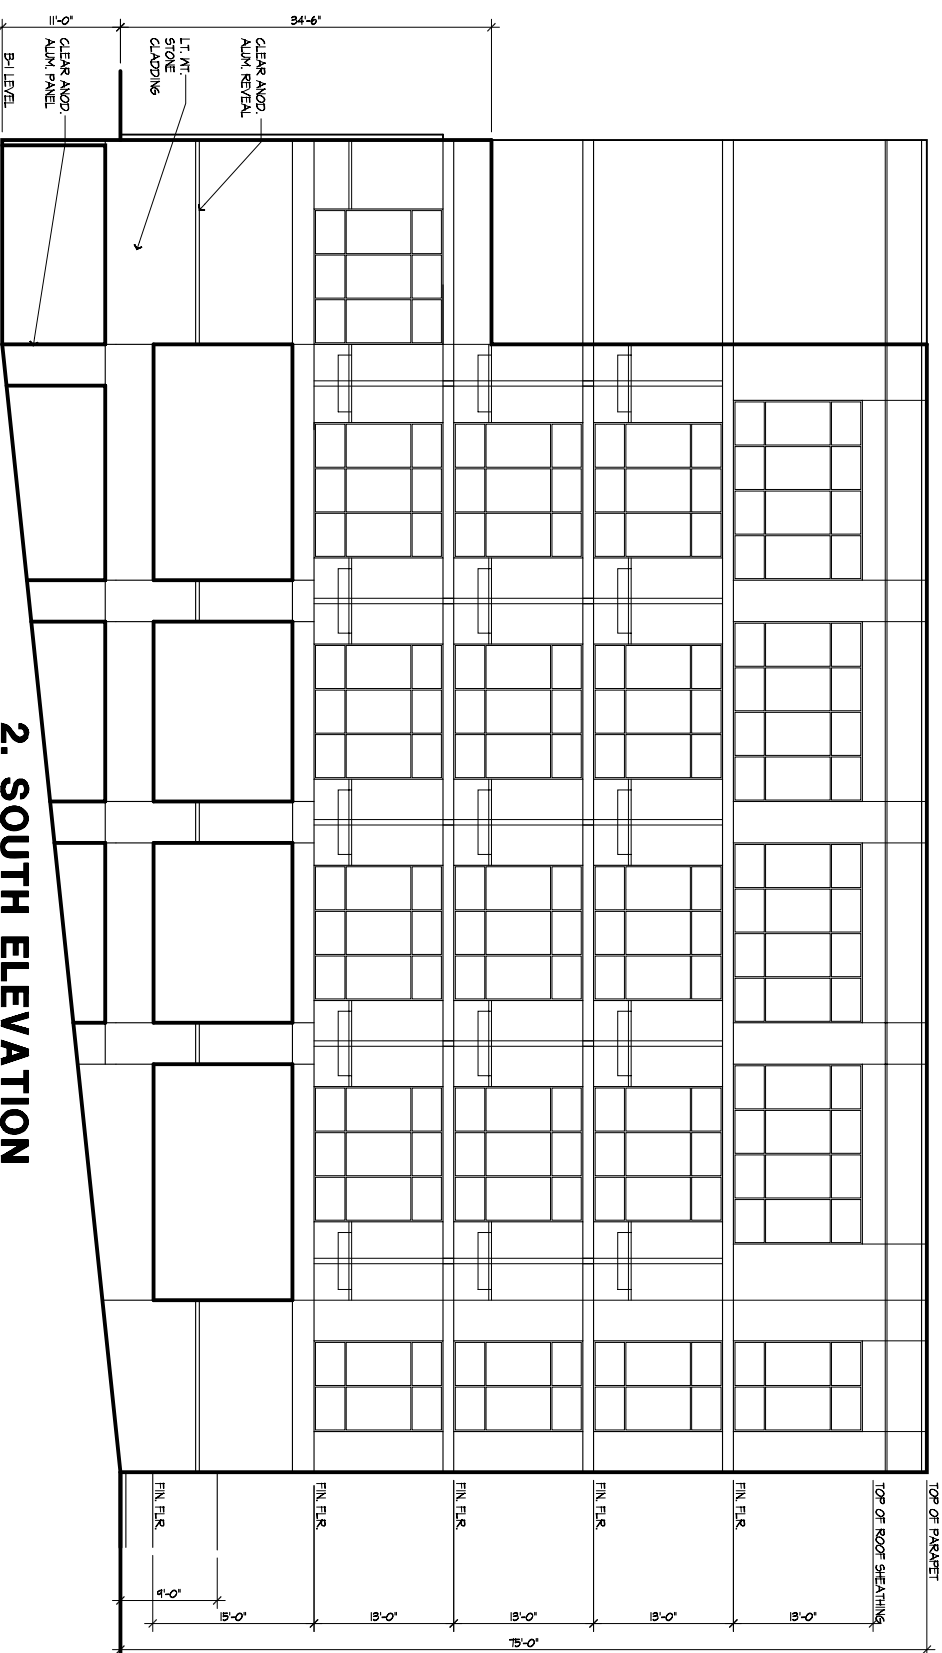 TOP OF PARAPET
TOP OF ROOF SHEATHING
FIN. FLR.
FIN. FLR.
FIN. FLR.
FIN. FLR.
FIN. FLR.
13'-0"
13'-0"
13'-0"
13'-0"
15'-0"
9'-0"
75'-0"
34'-6"
11'-0"
CLEAR ANOD.
ALUM. REVEAL
LT. WT.
STONE
CLADDING
CLEAR ANOD.
ALUM. PANEL
B-1 LEVEL
2. SOUTH ELEVATION